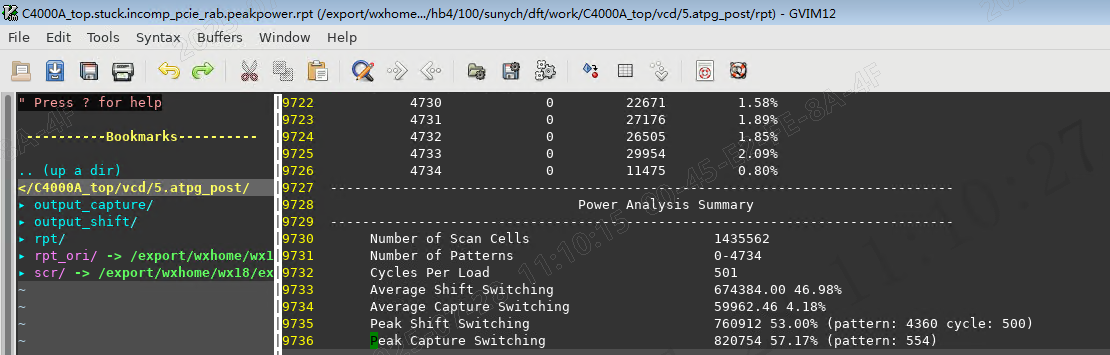 C4000A_top.stuck.incomp_pcie_rab.peakpower.rpt (/export/wxhome.../hb4/100/sunych/dft/work/C4000A_top/vcd/5.atpg_post/rpt) - GVIM12
File Edit Tools Syntax Buffers Window Help
" Press ? for help
----------Bookmarks----------
.. (up a dir)
</C4000A_top/vcd/5.atpg_post/
▸ output_capture/
▸ output_shift/
▸ rpt/
▸ rpt_ori/ -> /export/wxhome/wx1
▸ scr/ -> /export/wxhome/wx18/ex
~
~
~
~
9722 4730 0 22671 1.58%
9723 4731 0 27176 1.89%
9724 4732 0 26505 1.85%
9725 4733 0 29954 2.09%
9726 4734 0 11475 0.80%
9727 -------------------------------------------------------------------------------
9728 Power Analysis Summary
9729 -------------------------------------------------------------------------------
9730 Number of Scan Cells 1435562
9731 Number of Patterns 0-4734
9732 Cycles Per Load 501
9733 Average Shift Switching 674384.00 46.98%
9734 Average Capture Switching 59962.46 4.18%
9735 Peak Shift Switching 760912 53.00% (pattern: 4360 cycle: 500)
9736 Peak Capture Switching 820754 57.17% (pattern: 554)